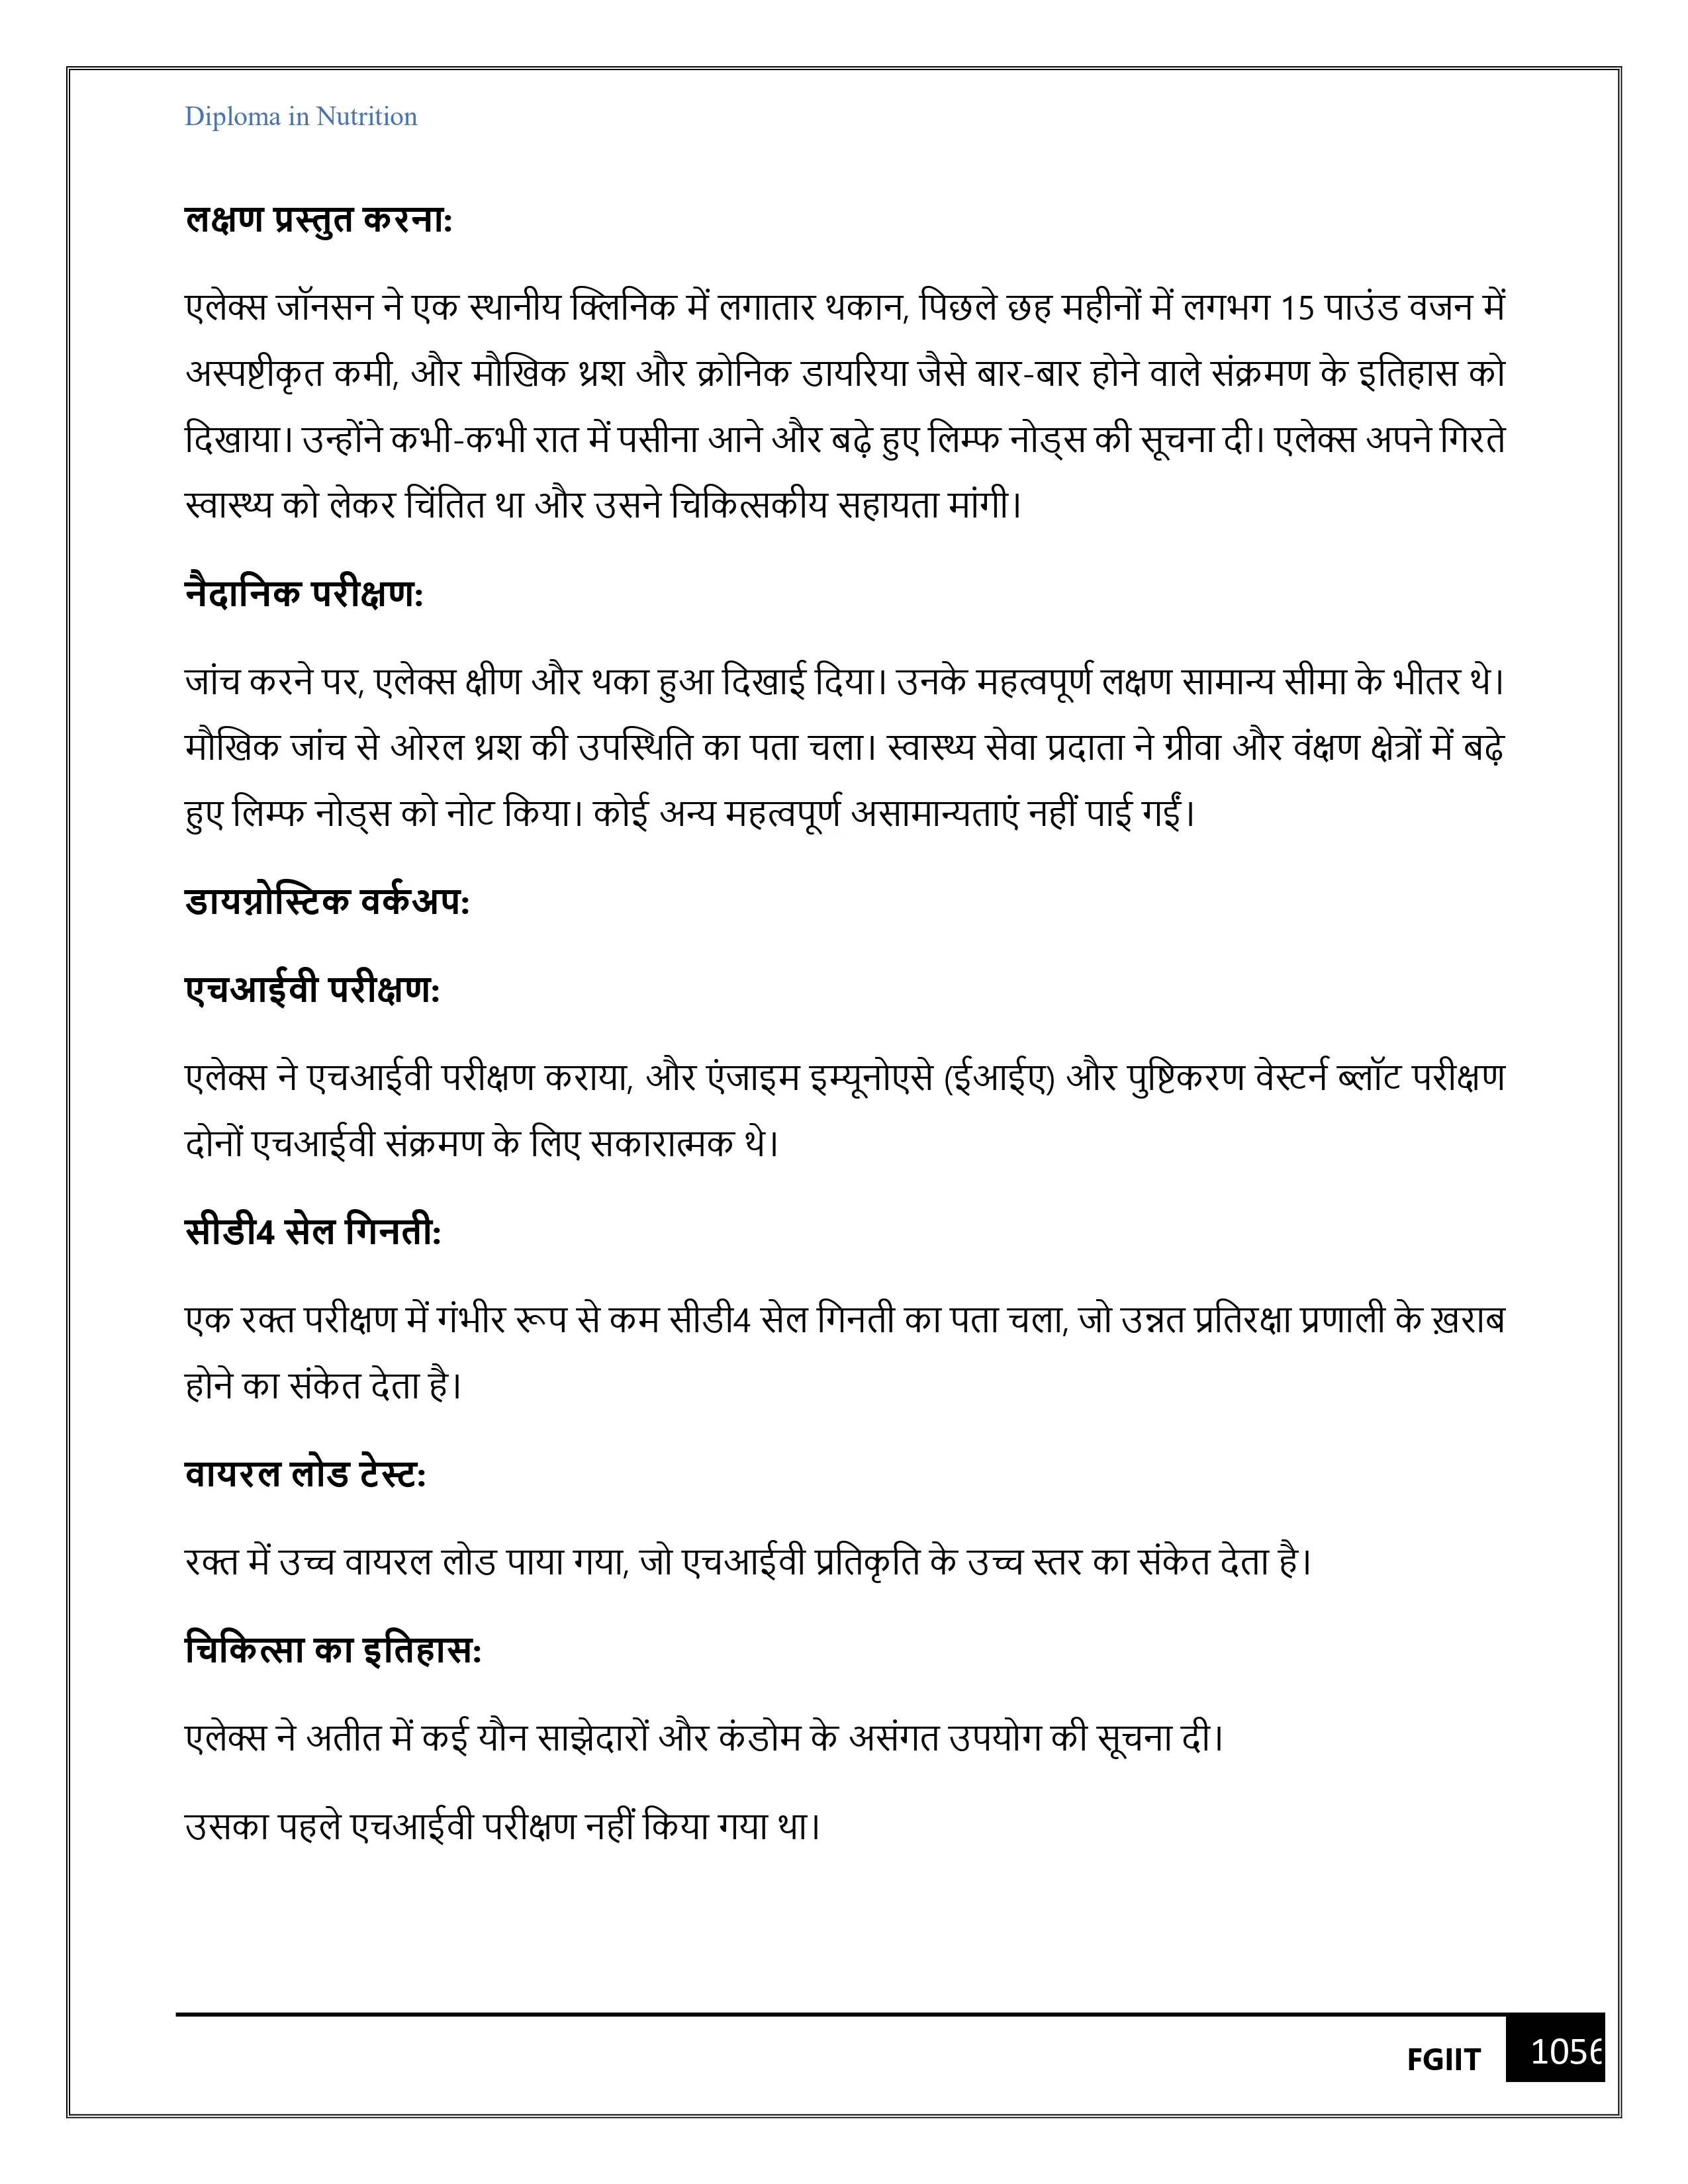 Diploma in Nutrition
लक्षण प्रस्तुत करना:
एलेक्स जॉनसन ने एक स्थानीय क्लिनिक में लगातार थकान, पिछले छह महीनों में लगभग 15 पाउंड वजन में
अस्पष्टीकृत कमी, और मौखिक थ्रश और क्रोनिक डायरिया जैसे बार-बार होने वाले संक्रमण के इतिहास को
दिखाया। उन्होंने कभी-कभी रात में पसीना आने और बढ़े हुए लिम्फ नोड्स की सूचना दी। एलेक्स अपने गिरते
स्वास्थ्य को लेकर चिंतित था और उसने चिकित्सकीय सहायता मांगी।
नैदानिक परीक्षण:
जांच करने पर, एलेक्स क्षीण और थका हुआ दिखाई दिया। उनके महत्वपूर्ण लक्षण सामान्य सीमा के भीतर थे।
मौखिक जांच से ओरल थ्रश की उपस्थिति का पता चला। स्वास्थ्य सेवा प्रदाता ने ग्रीवा और वंक्षण क्षेत्रों में बढ़े
हुए लिम्फ नोड्स को नोट किया। कोई अन्य महत्वपूर्ण असामान्यताएं नहीं पाई गईं।
डायग्नोस्टिक वर्कअप:
एचआईवी परीक्षण:
एलेक्स ने एचआईवी परीक्षण कराया, और एंजाइम इम्यूनोएसे (ईआईए) और पुष्टिकरण वेस्टर्न ब्लॉट परीक्षण
दोनों एचआईवी संक्रमण के लिए सकारात्मक थे।
सीडी4 सेल गिनती:
एक रक्त परीक्षण में गंभीर रूप से कम सीडी4 सेल गिनती का पता चला, जो उन्नत प्रतिरक्षा प्रणाली के ख़राब
होने का संकेत देता है।
वायरल लोड टेस्ट:
रक्त में उच्च वायरल लोड पाया गया, जो एचआईवी प्रतिकृति के उच्च स्तर का संकेत देता है।
चिकित्सा का इतिहास:
एलेक्स ने अतीत में कई यौन साझेदारों और कंडोम के असंगत उपयोग की सूचना दी।
उसका पहले एचआईवी परीक्षण नहीं किया गया था।
FGIIT 1056